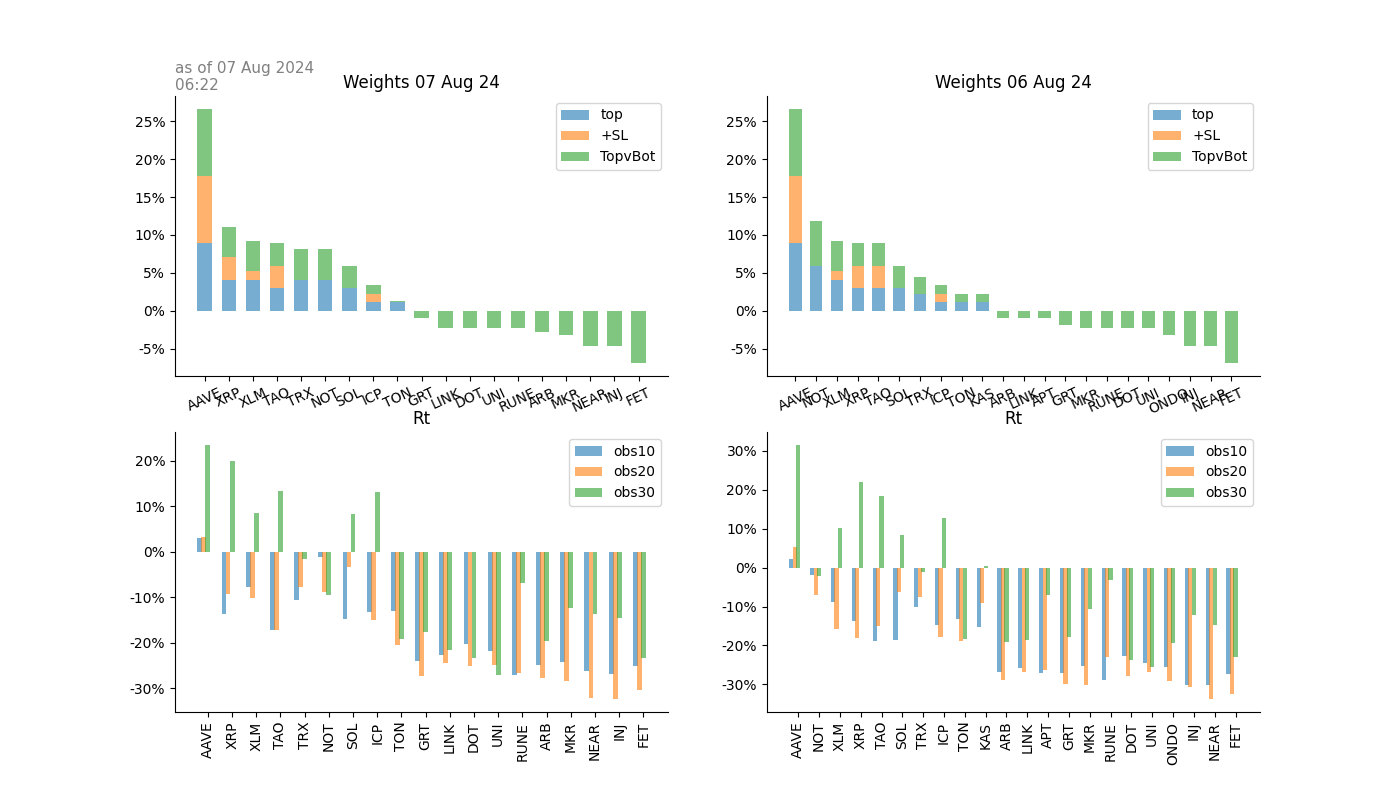 as of 07 Aug 2024
06:22
Weights 07 Aug 24
25%
20%
15%
10%
5%
0%
-5%
top
+SL
TopvBot
AAVE XRP XLM TAO TRX NOT SOL ICP TON GRT LINK DOT UNI RUNE ARB MKR NEAR INJ FET
Weights 06 Aug 24
25%
20%
15%
10%
5%
0%
-5%
top
+SL
TopvBot
AAVE NOT XLM XRP TAO SOL TRX ICP TON KAS ARB LINK APT GRT MKR RUNE DOT UNI ONDO INJ NEAR FET
Rt
20%
10%
0%
-10%
-20%
-30%
obs10
obs20
obs30
AAVE XRP XLM TAO TRX NOT SOL ICP TON GRT LINK DOT UNI RUNE ARB MKR NEAR INJ FET
Rt
30%
20%
10%
0%
-10%
-20%
-30%
obs10
obs20
obs30
AAVE NOT XLM XRP TAO SOL TRX ICP TON KAS ARB LINK APT GRT MKR RUNE DOT UNI ONDO INJ NEAR FET